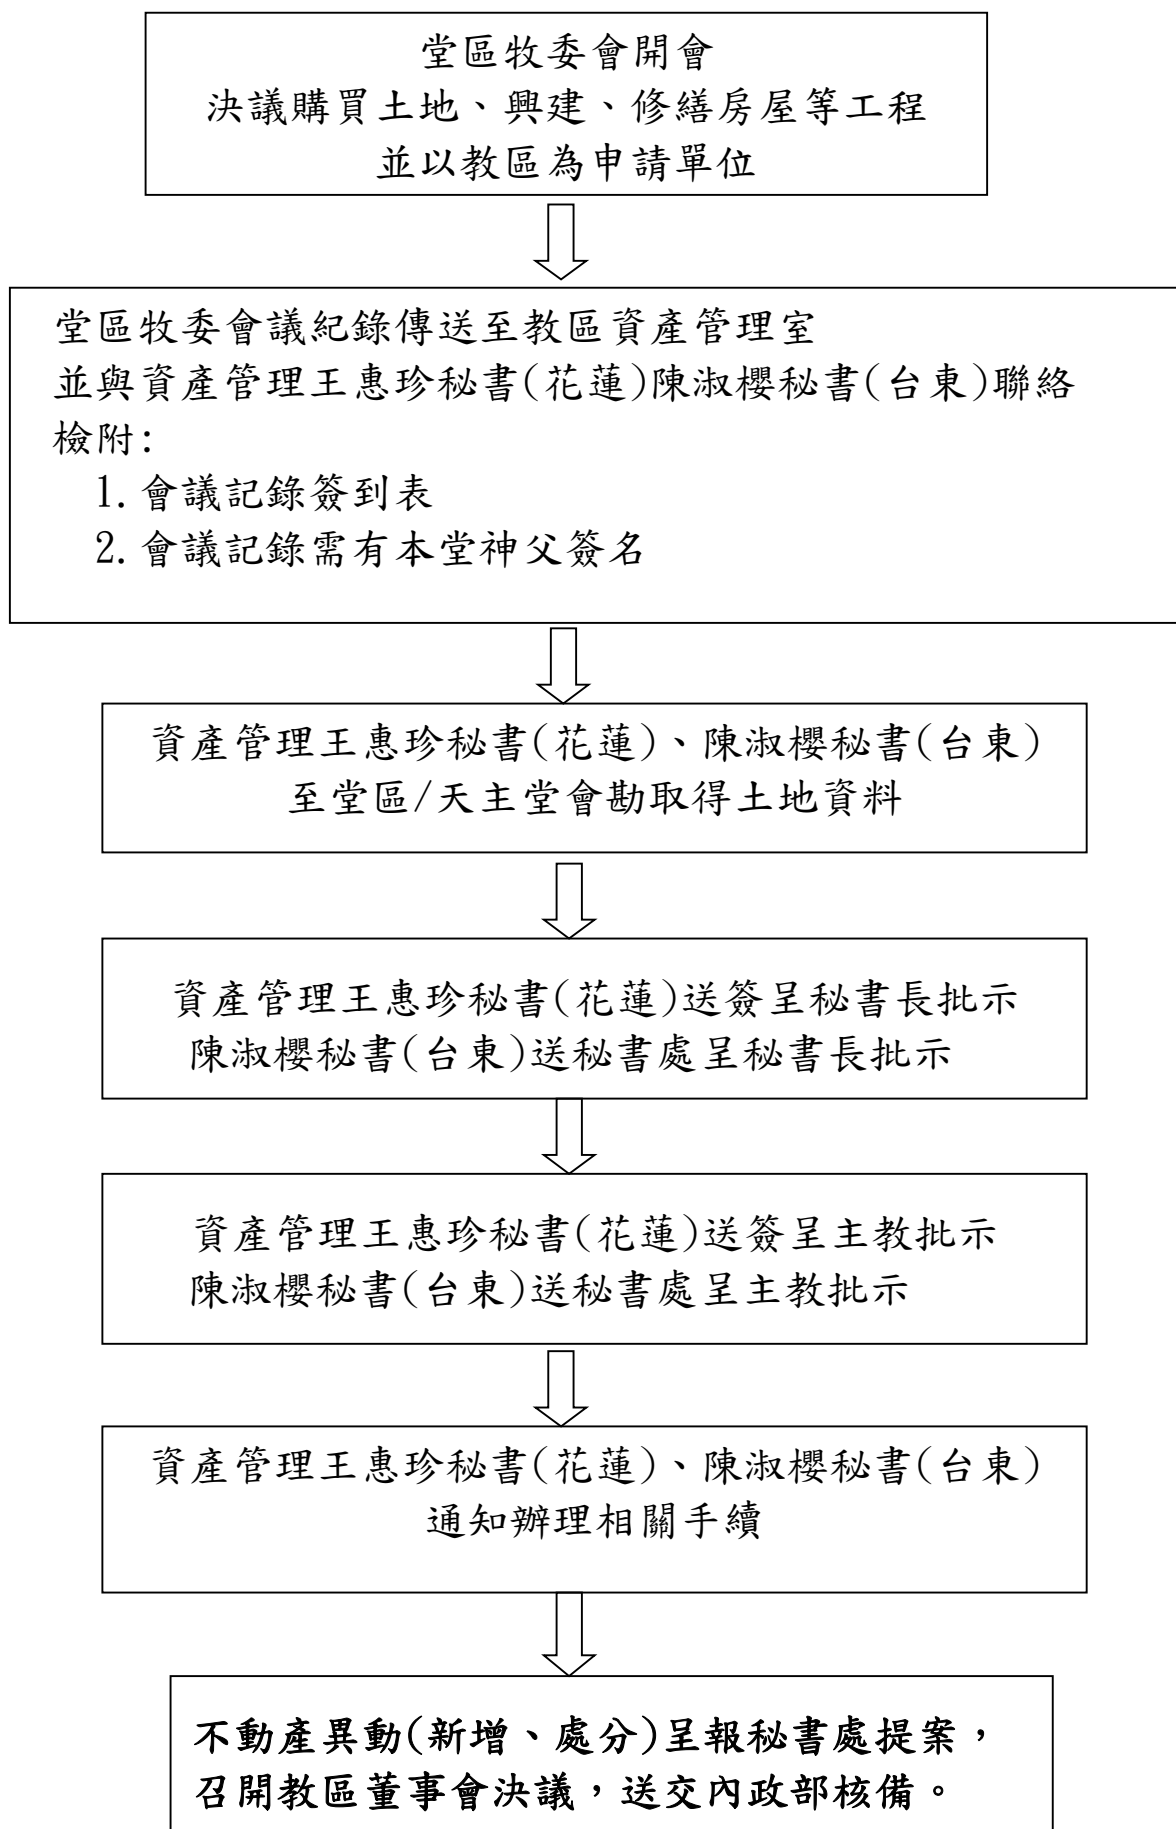 堂區牧委會開會
決議購買土地、興建、修繕房屋等工程
並以教區為申請單位
堂區牧委會議紀錄傳送至教區資產管理室
並與資產管理王惠珍秘書(花蓮)陳淑櫻秘書(台東)聯絡
檢附:
1.會議記錄簽到表
2.會議記錄需有本堂神父簽名
資產管理王惠珍秘書(花蓮)、陳淑櫻秘書(台東)
至堂區/天主堂會勘取得土地資料
資產管理王惠珍秘書(花蓮)送簽呈秘書長批示
陳淑櫻秘書(台東)送秘書處呈秘書長批示
資產管理王惠珍秘書(花蓮)送簽呈主教批示
陳淑櫻秘書(台東)送秘書處呈主教批示
資產管理王惠珍秘書(花蓮)、陳淑櫻秘書(台東)
通知辦理相關手續
不動產異動(新增、處分)呈報秘書處提案，
召開教區董事會決議，送交內政部核備。